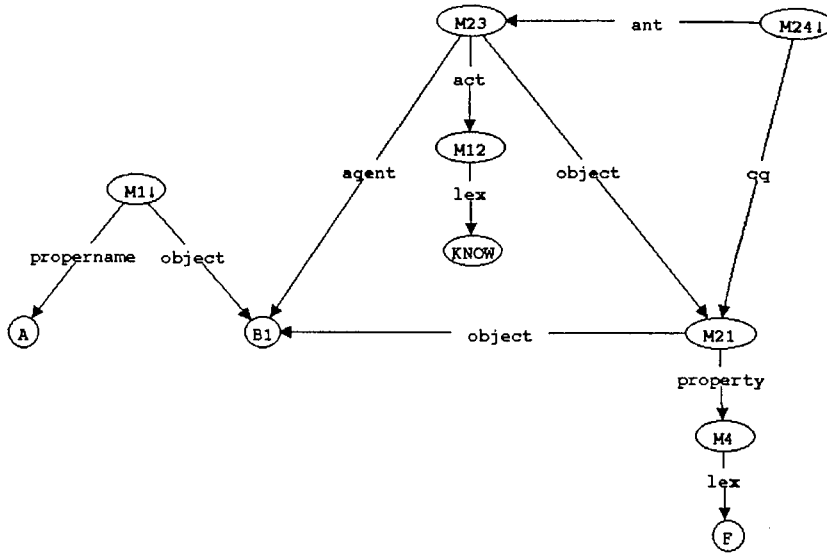 M23 ant M24↓
act
M12
agent object cq
M1↓ lex
KNOW
propername object
A B1 object M21
property
M4
lex
F